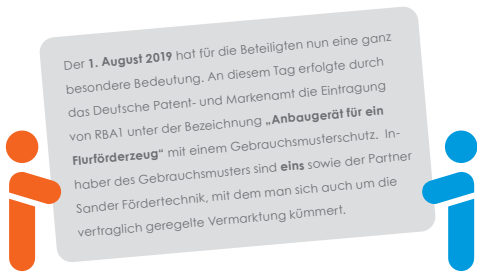 Der 1. August 2019 hat für die Beteiligten nun eine ganz
besondere Bedeutung. An diesem Tag erfolgte durch
das Deutsche Patent- und Markenamt die Eintragung
von RBA1 unter der Bezeichnung „Anbaugerät für ein
Flurförderzeug“ mit einem Gebrauchsmusterschutz. In-
haber des Gebrauchsmusters sind eins sowie der Partner
Sander Fördertechnik, mit dem man sich auch um die
vertraglich geregelte Vermarktung kümmert.